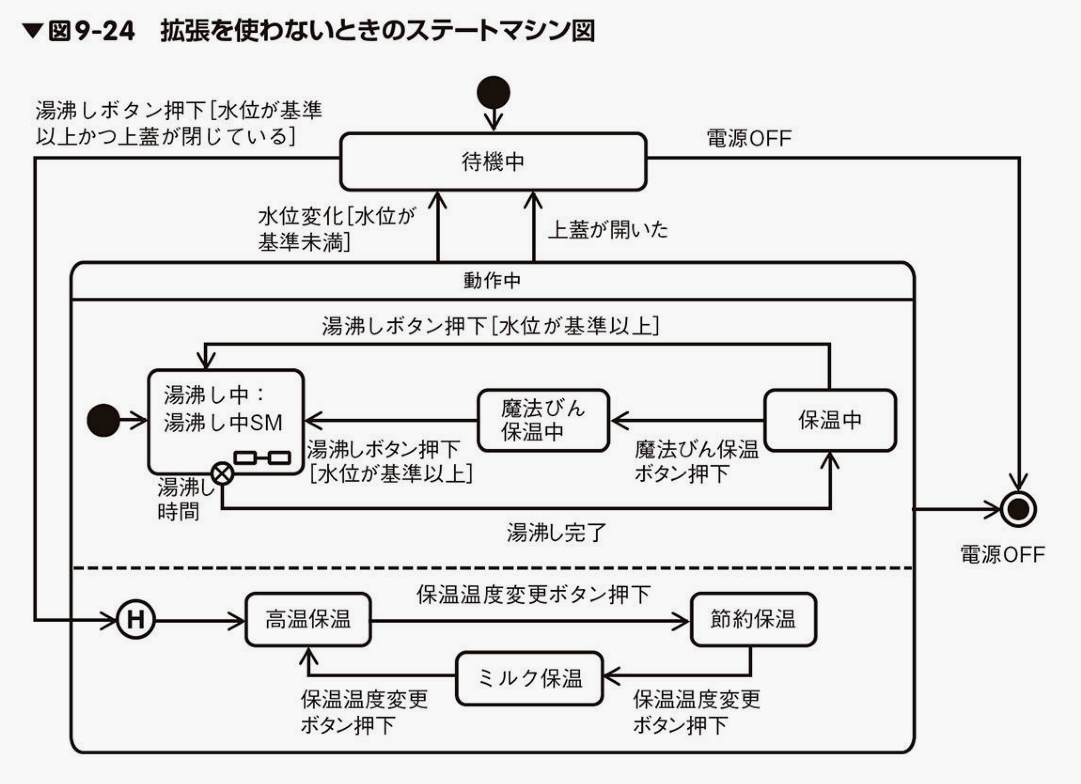 ▼図9-24 拡張を使わないときのステートマシン図
湯沸しボタン押下[水位が基準
以上かつ上蓋が閉じている]
待機中
電源OFF
水位変化[水位が
基準未満]
上蓋が開いた
動作中
湯沸しボタン押下[水位が基準以上]
湯沸し中:
湯沸し中SM
魔法びん
保温中
保温中
湯沸しボタン押下
[水位が基準以上]
魔法びん保温
ボタン押下
湯沸し
時間
湯沸し完了
電源OFF
H
高温保温
保温温度変更ボタン押下
節約保温
ミルク保温
保温温度変更
ボタン押下
保温温度変更
ボタン押下